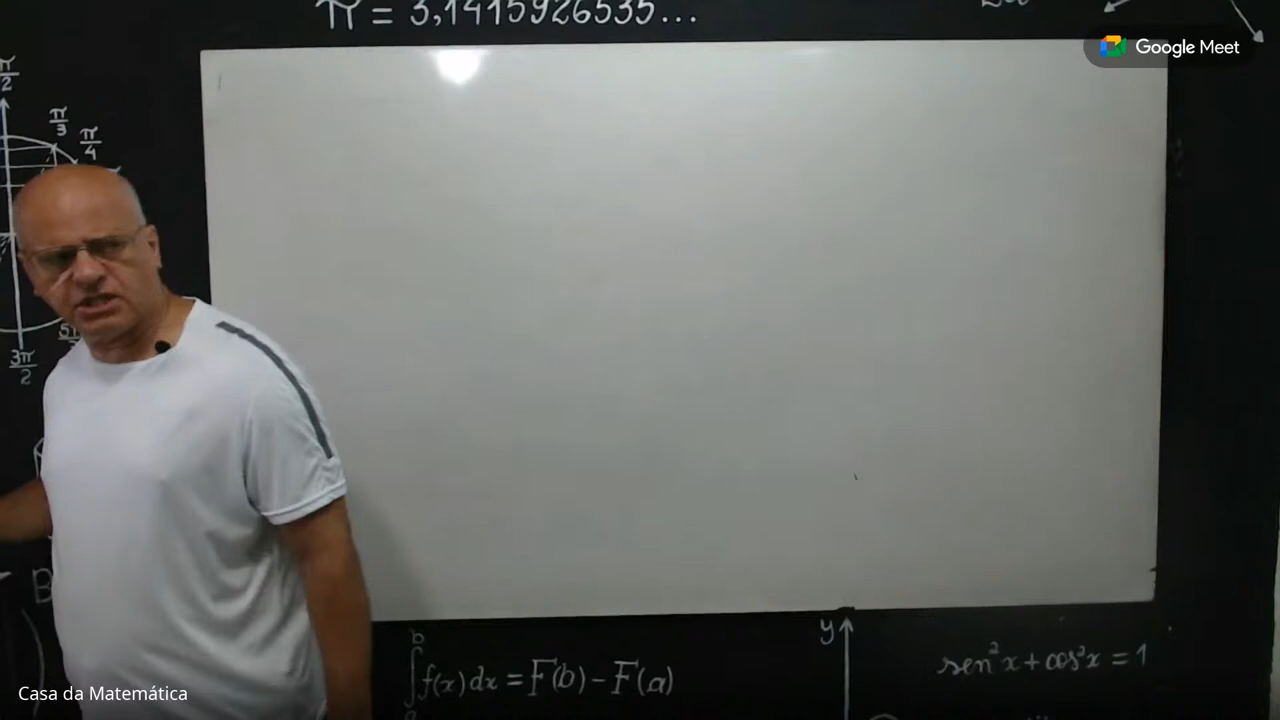 π = 3,1415926535...
Google Meet
π/2
π/3
π/4
3π/2
B
b
∫ f(x) dx = F(b) - F(a)
y
sen²x + cos²x = 1
Casa da Matemática